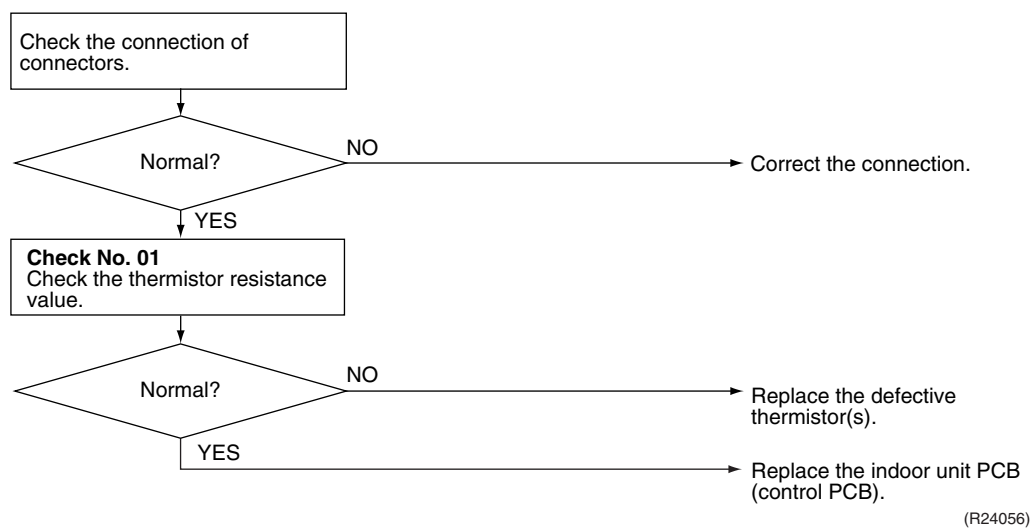 Check the connection of
connectors.
Normal?
NO
Correct the connection.
YES
Check No. 01
Check the thermistor resistance
value.
Normal?
NO
Replace the defective
thermistor(s).
YES
Replace the indoor unit PCB
(control PCB).
(R24056)